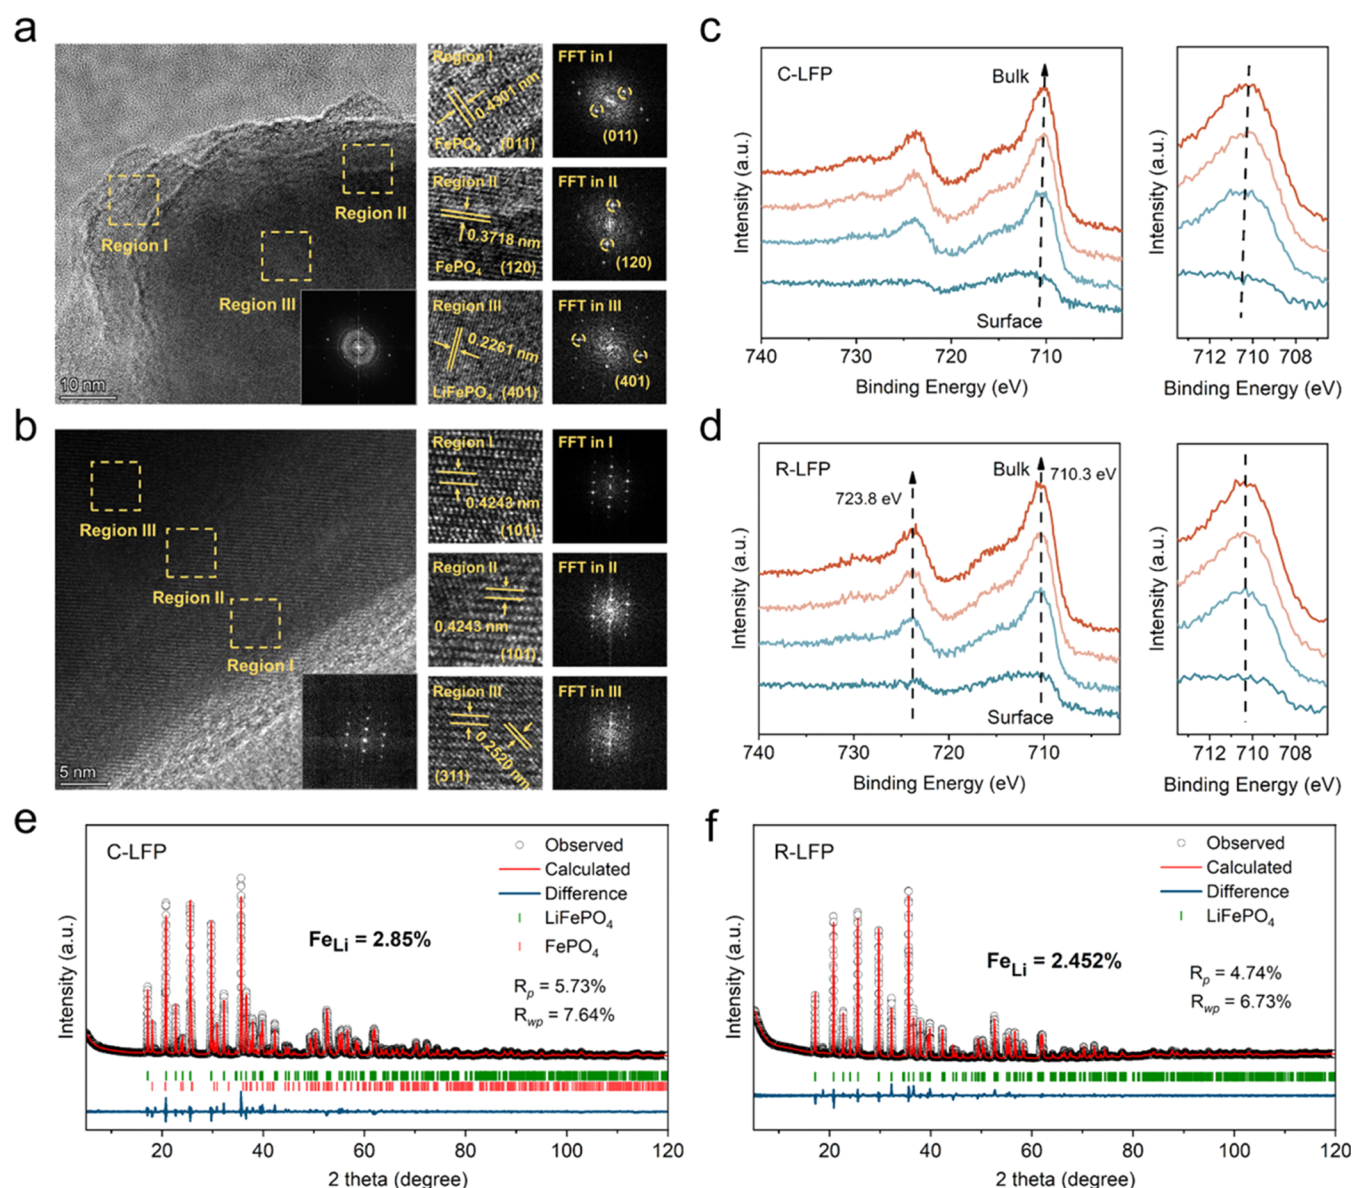 a
Region I
Region II
Region III
10 nm
Region I
0.4301 nm
FePO4 (011)
FFT in I
(011)
Region II
0.3718 nm
FePO4 (120)
FFT in II
(120)
Region III
0.2261 nm
LiFePO4 (401)
FFT in III
(401)
b
Region III
Region II
Region I
5 nm
Region I
0.4243 nm
(101)
FFT in I
Region II
0.4243 nm
(101)
FFT in II
Region III
0.2520 nm
(311)
FFT in III
c
C-LFP
Bulk
Surface
Intensity (a.u.)
740 730 720 710
Binding Energy (eV)
Intensity (a.u.)
712 710 708
Binding Energy (eV)
d
R-LFP
Bulk
710.3 eV
723.8 eV
Surface
Intensity (a.u.)
740 730 720 710
Binding Energy (eV)
Intensity (a.u.)
712 710 708
Binding Energy (eV)
e
C-LFP
Observed
Calculated
Difference
LiFePO4
FePO4
FeLi = 2.85%
Rp = 5.73%
Rwp = 7.64%
Intensity (a.u.)
20 40 60 80 100 120
2 theta (degree)
f
R-LFP
Observed
Calculated
Difference
LiFePO4
FeLi = 2.452%
Rp = 4.74%
Rwp = 6.73%
Intensity (a.u.)
20 40 60 80 100 120
2 theta (degree)